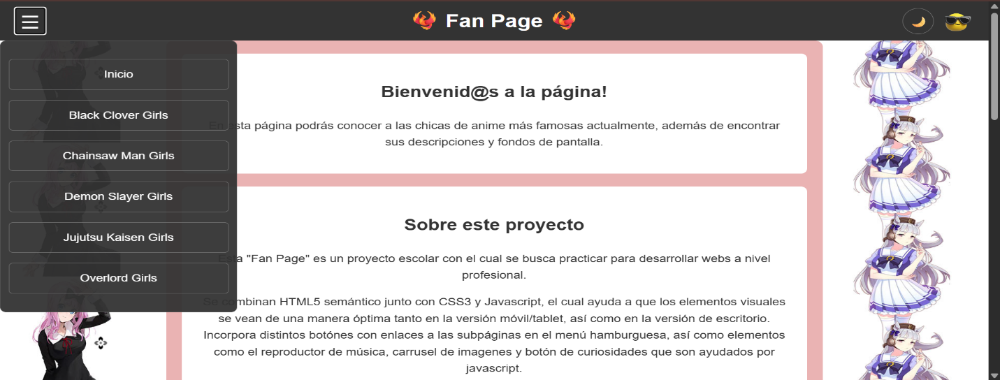 Fan Page
Inicio
Black Clover Girls
Chainsaw Man Girls
Demon Slayer Girls
Jujutsu Kaisen Girls
Overlord Girls
Bienvenid@s a la página!
En esta página podrás conocer a las chicas de anime más famosas actualmente, además de encontrar
sus descripciones y fondos de pantalla.
Sobre este proyecto
Esta "Fan Page" es un proyecto escolar con el cual se busca practicar para desarrollar webs a nivel
profesional.
Se combinan HTML5 semántico junto con CSS3 y Javascript, el cual ayuda a que los elementos visuales
se vean de una manera óptima tanto en la versión móvil/tablet, así como en la versión de escritorio.
Incorpora distintos botónes con enlaces a las subpáginas en el menú hamburguesa, así como elementos
como el reproductor de música, carrusel de imagenes y botón de curiosidades que son ayudados por
javascript.